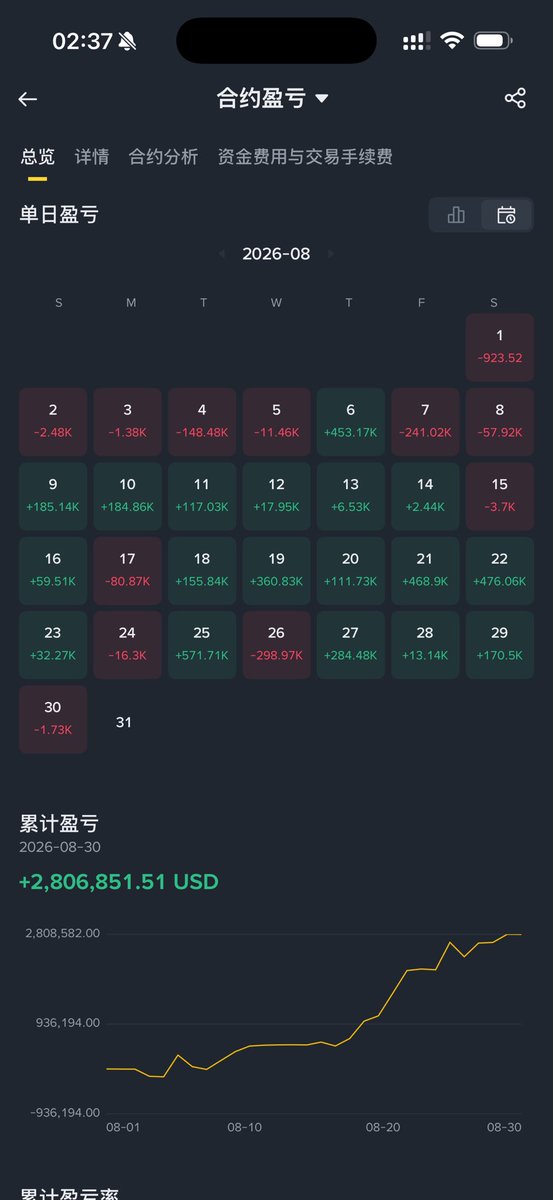 02:37
合约盈亏
总览 详情 合约分析 资金费用与交易手续费
单日盈亏
2026-08
S M T W T F S
1
-923.52
2 3 4 5 6 7 8
-2.48K -1.38K -148.48K -11.46K +453.17K -241.02K -57.92K
9 10 11 12 13 14 15
+185.14K +184.86K +117.03K +17.95K +6.53K +2.44K -3.7K
16 17 18 19 20 21 22
+59.51K -80.87K +155.84K +360.83K +111.73K +468.9K +476.06K
23 24 25 26 27 28 29
+32.27K -16.3K +571.71K -298.97K +284.48K +13.14K +170.5K
30 31
-1.73K
累计盈亏
2026-08-30
+2,806,851.51 USD
2,808,582.00
936,194.00
-936,194.00
08-01 08-10 08-20 08-30
累计盈亏率